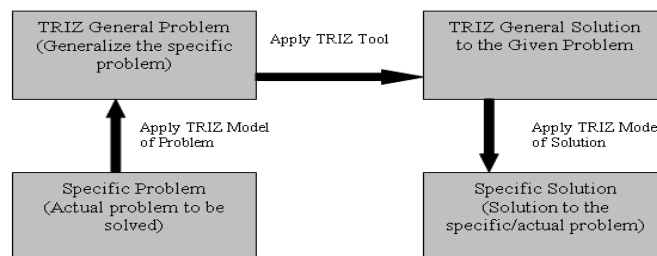 TRIZ General Problem
(Generalize the specific
problem)
Apply TRIZ Tool
TRIZ General Solution
to the Given Problem
Apply TRIZ Model
of Problem
Apply TRIZ Mode
of Solution
Specific Problem
(Actual problem to be
solved)
Specific Solution
(Solution to the
specific/actual problem)